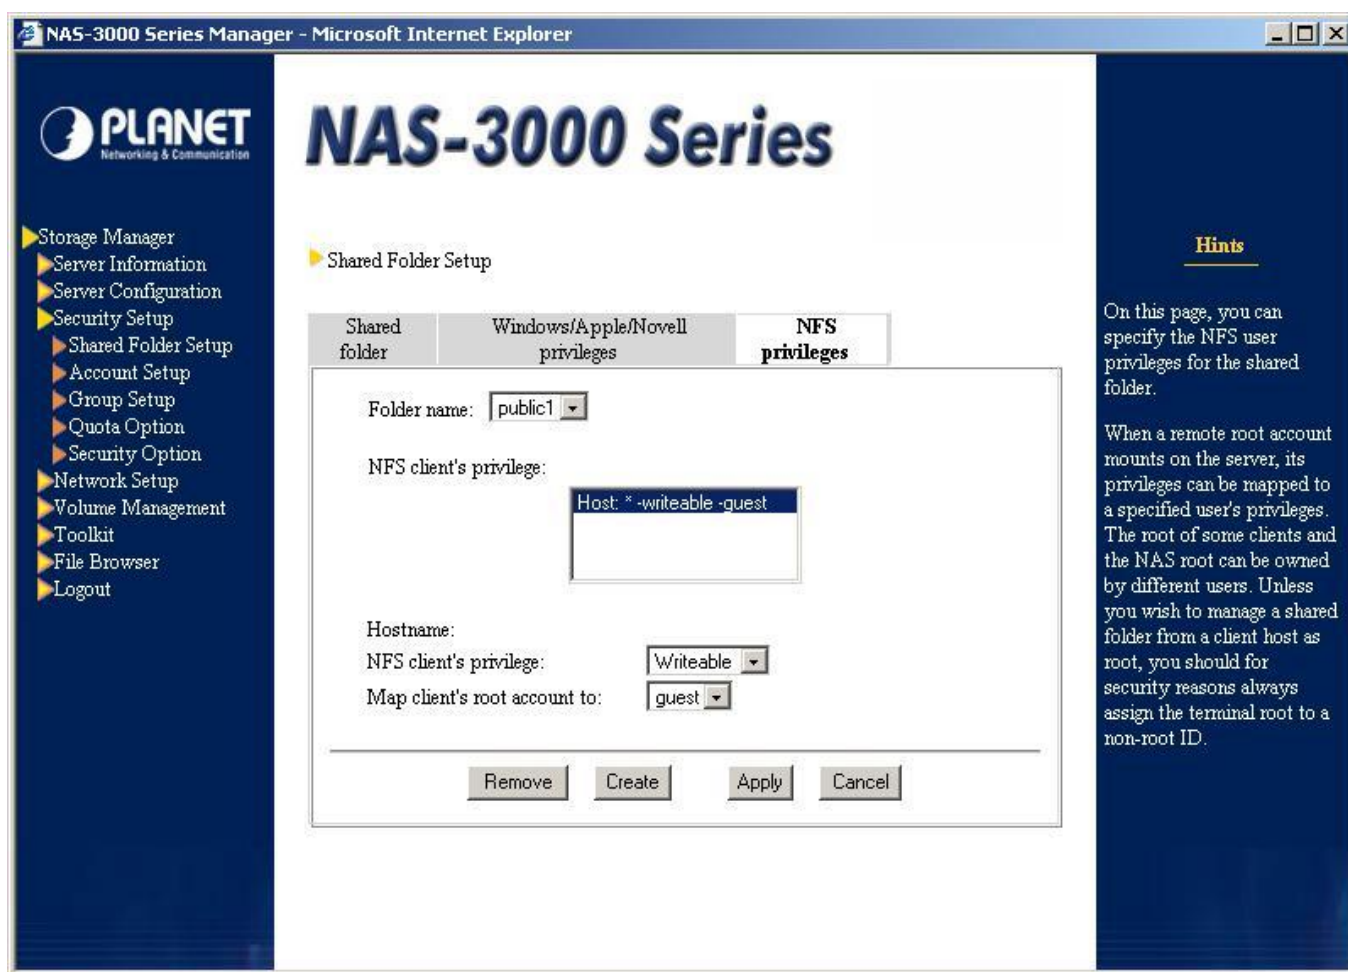 NAS-3000 Series Manager - Microsoft Internet Explorer
PLANET
Networking & Communication
NAS-3000 Series
Storage Manager
Server Information
Server Configuration
Security Setup
Shared Folder Setup
Account Setup
Group Setup
Quota Option
Security Option
Network Setup
Volume Management
Toolkit
File Browser
Logout
Shared Folder Setup
Shared
folder
Windows/Apple/Novell
privileges
NFS
privileges
Folder name: public1
NFS client's privilege:
Host: * -writeable -guest
Hostname:
NFS client's privilege: Writeable
Map client's root account to: guest
Remove Create Apply Cancel
Hints
On this page, you can
specify the NFS user
privileges for the shared
folder.
When a remote root account
mounts on the server, its
privileges can be mapped to
a specified user's privileges.
The root of some clients and
the NAS root can be owned
by different users. Unless
you wish to manage a shared
folder from a client host as
root, you should for
security reasons always
assign the terminal root to a
non-root ID.